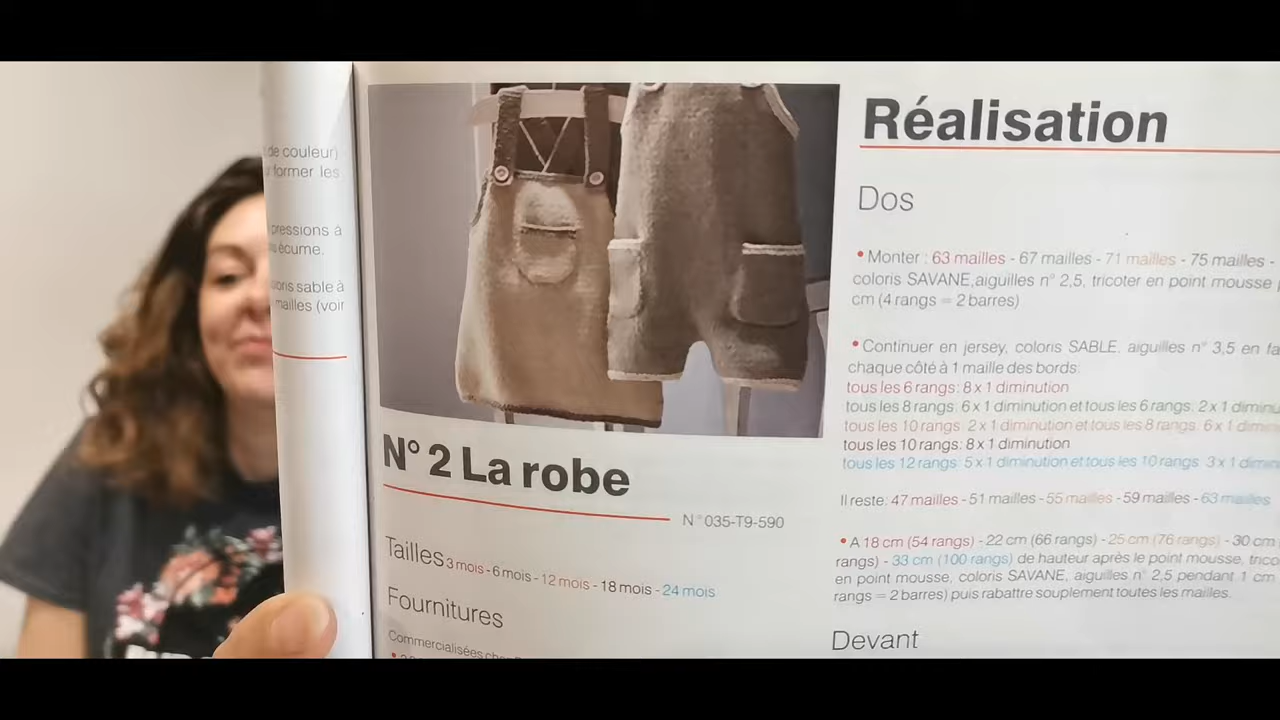 de couleur)
former les
pressions à
écume.
sable à
mailles (voir
N° 2 La robe
N°035-T9-590
Tailles 3 mois - 6 mois - 12 mois - 18 mois - 24 mois
Fournitures
Commercialisées
Réalisation
Dos
• Monter : 63 mailles - 67 mailles - 71 mailles - 75 mailles -
coloris SAVANE, aiguilles n° 2,5, tricoter en point mousse
cm (4 rangs = 2 barres)
• Continuer en jersey, coloris SABLE, aiguilles n° 3,5 en
chaque côté à 1 maille des bords:
tous les 6 rangs: 8 x 1 diminution
tous les 8 rangs: 6 x 1 diminution et tous les 6 rangs: 2 x 1
tous les 10 rangs: 2 x 1 diminution et tous les 8 rangs: 6 x 1
tous les 10 rangs: 8 x 1 diminution
tous les 12 rangs: 5 x 1 diminution et tous les 10 rangs: 3 x 1
Il reste: 47 mailles - 51 mailles - 55 mailles - 59 mailles - 63 mailles
• A 18 cm (54 rangs) - 22 cm (66 rangs) - 25 cm (76 rangs) - 30 cm
rangs) - 33 cm (100 rangs) de hauteur après le point mousse,
en point mousse, coloris SAVANE, aiguilles n° 2,5 pendant 1 cm
rangs = 2 barres) puis rabattre souplement toutes les mailles.
Devant